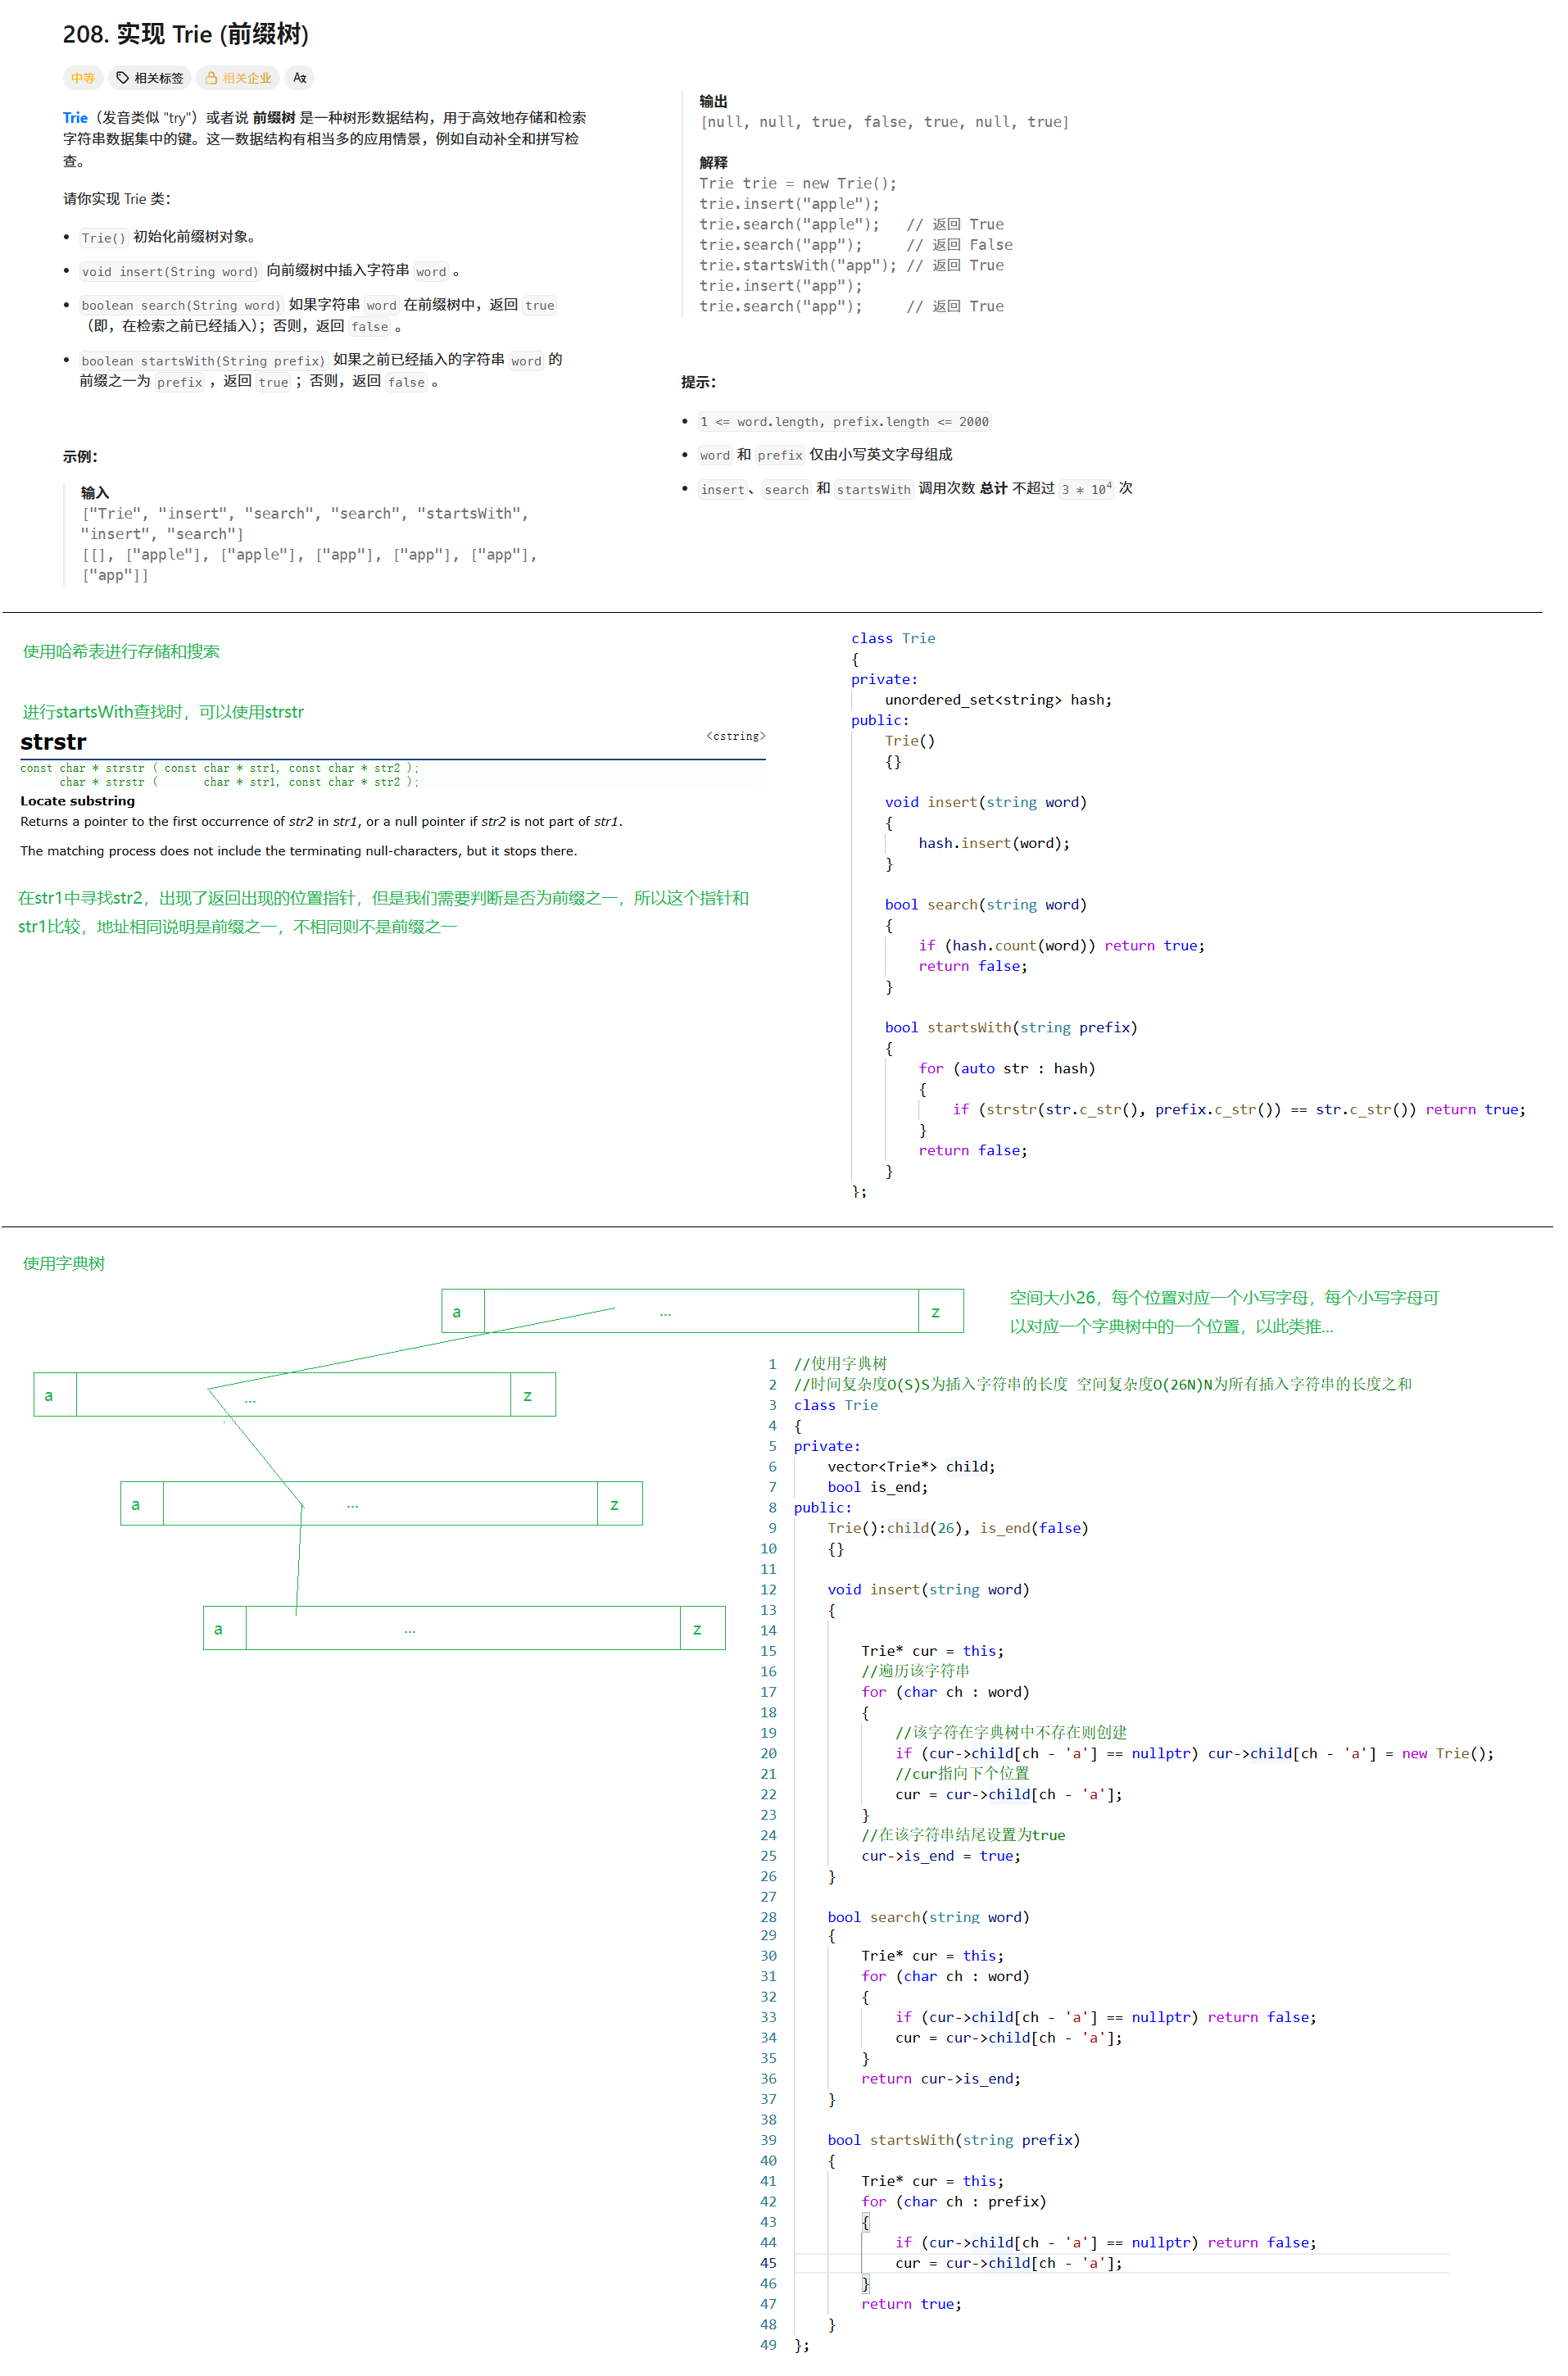 208. 实现 Trie (前缀树)
中等 相关标签 相关企业 Aあ
Trie（发音类似 "try"）或者说 前缀树 是一种树形数据结构，用于高效地存储和检索
字符串数据集中的键。这一数据结构有相当多的应用情景，例如自动补全和拼写检
查。
请你实现 Trie 类：
• Trie() 初始化前缀树对象。
• void insert(String word) 向前缀树中插入字符串 word 。
• boolean search(String word) 如果字符串 word 在前缀树中，返回 true
（即，在检索之前已经插入）；否则，返回 false 。
• boolean startsWith(String prefix) 如果之前已经插入的字符串 word 的
前缀之一为 prefix ，返回 true ；否则，返回 false 。
示例：
输入
["Trie", "insert", "search", "search", "startsWith",
"insert", "search"]
[[], ["apple"], ["apple"], ["app"], ["app"], ["app"],
["app"]]
输出
[null, null, true, false, true, null, true]
解释
Trie trie = new Trie();
trie.insert("apple");
trie.search("apple");   // 返回 True
trie.search("app");     // 返回 False
trie.startsWith("app"); // 返回 True
trie.insert("app");
trie.search("app");     // 返回 True
提示：
• 1 <= word.length, prefix.length <= 2000
• word 和 prefix 仅由小写英文字母组成
• insert、search 和 startsWith 调用次数 总计 不超过 3 * 10⁴ 次
使用哈希表进行存储和搜索
进行startsWith查找时，可以使用strstr
strstr <cstring>
const char * strstr ( const char * str1, const char * str2 );
char * strstr ( char * str1, const char * str2 );
Locate substring
Returns a pointer to the first occurrence of str2 in str1, or a null pointer if str2 is not part of str1.
The matching process does not include the terminating null-characters, but it stops there.
在str1中寻找str2，出现了返回出现的位置指针，但是我们需要判断是否为前缀之一，所以这个指针和
str1比较，地址相同说明是前缀之一，不相同则不是前缀之一
class Trie
{
private:
    unordered_set<string> hash;
public:
    Trie()
    {}
    void insert(string word)
    {
        hash.insert(word);
    }
    bool search(string word)
    {
        if (hash.count(word)) return true;
        return false;
    }
    bool startsWith(string prefix)
    {
        for (auto str : hash)
        {
            if (strstr(str.c_str(), prefix.c_str()) == str.c_str()) return true;
        }
        return false;
    }
};
使用字典树
a ... z
a ... z
a ... z
a ... z
空间大小26，每个位置对应一个小写字母，每个小写字母可
以对应一个字典树中的一个位置，以此类推...
1 //使用字典树
2 //时间复杂度O(S)S为插入字符串的长度 空间复杂度O(26N)N为所有插入字符串的长度之和
3 class Trie
4 {
5 private:
6     vector<Trie*> child;
7     bool is_end;
8 public:
9     Trie():child(26), is_end(false)
10     {}
11
12     void insert(string word)
13     {
14
15         Trie* cur = this;
16         //遍历该字符串
17         for (char ch : word)
18         {
19             //该字符在字典树中不存在则创建
20             if (cur->child[ch - 'a'] == nullptr) cur->child[ch - 'a'] = new Trie();
21             //cur指向下个位置
22             cur = cur->child[ch - 'a'];
23         }
24         //在该字符串结尾设置为true
25         cur->is_end = true;
26     }
27
28     bool search(string word)
29     {
30         Trie* cur = this;
31         for (char ch : word)
32         {
33             if (cur->child[ch - 'a'] == nullptr) return false;
34             cur = cur->child[ch - 'a'];
35         }
36         return cur->is_end;
37     }
38
39     bool startsWith(string prefix)
40     {
41         Trie* cur = this;
42         for (char ch : prefix)
43         {
44             if (cur->child[ch - 'a'] == nullptr) return false;
45             cur = cur->child[ch - 'a'];
46         }
47         return true;
48     }
49 };